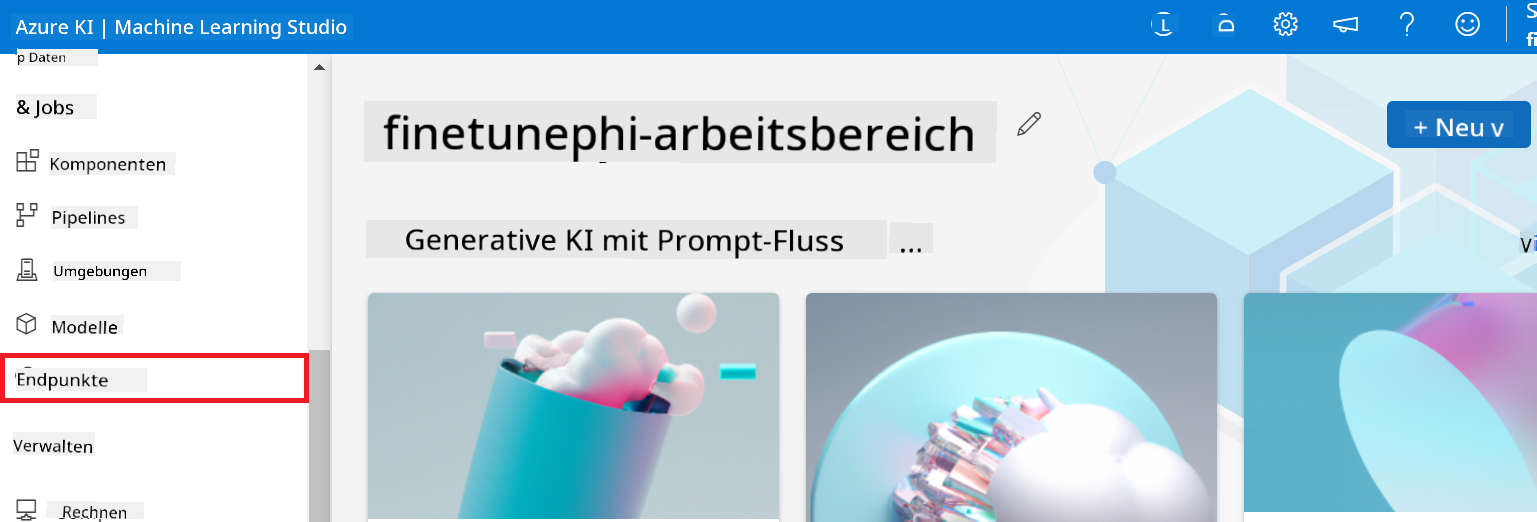 Azure KI | Machine Learning Studio
p Daten
& Jobs
Komponenten
Pipelines
Umgebungen
Modelle
Endpunkte
Verwalten
Rechnen
finetunephi-arbeitsbereich
+ Neu v
Generative KI mit Prompt-Fluss ...